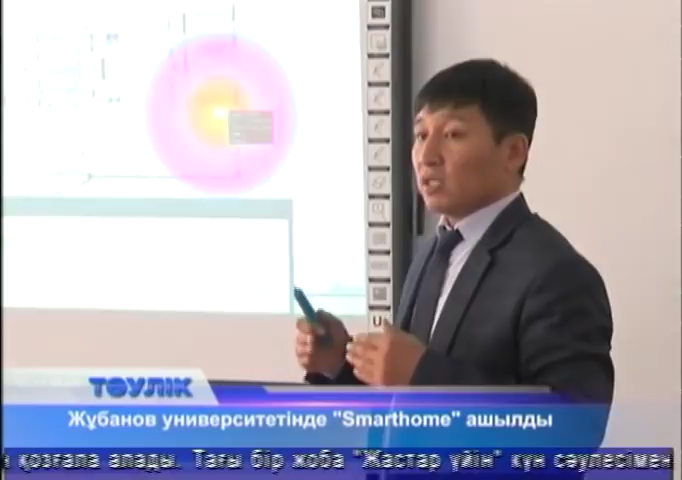 ТӘУЛІК
Жұбанов университетінде "Smarthome" ашылды
қозғала алады. Тағы бір жоба "Жастар үйін" күн сәулесімен